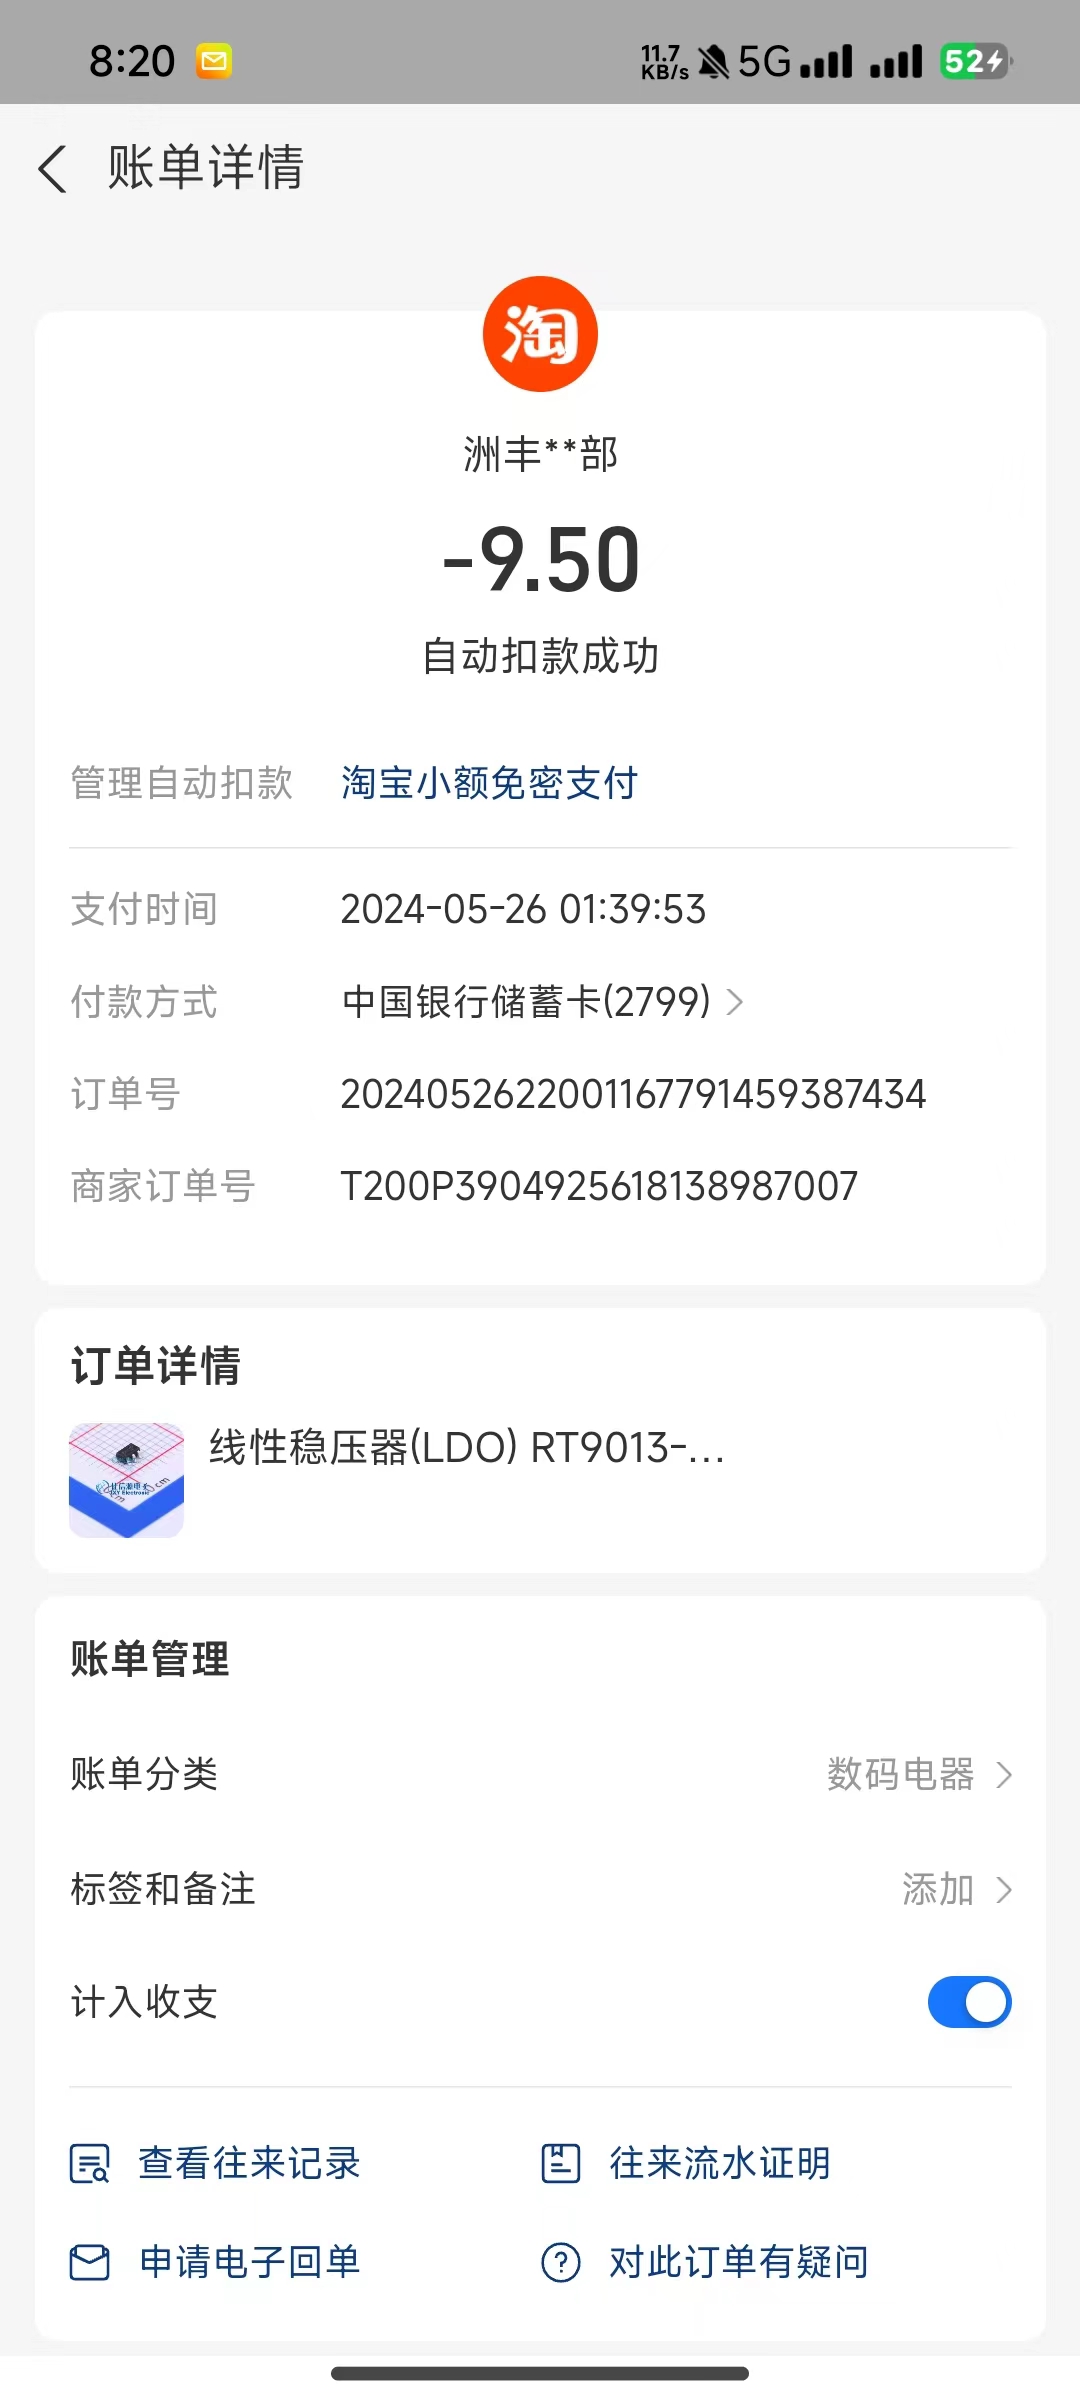 8:20
11.7
KB/s
5G
52
账单详情
淘
洲丰**部
-9.50
自动扣款成功
管理自动扣款 淘宝小额免密支付
支付时间 2024-05-26 01:39:53
付款方式 中国银行储蓄卡(2799)
订单号 2024052622001167791459387434
商家订单号 T200P3904925618138987007
订单详情
线性稳压器(LDO) RT9013-...
账单管理
账单分类 数码电器
标签和备注 添加
计入收支
查看往来记录 往来流水证明
申请电子回单 对此订单有疑问